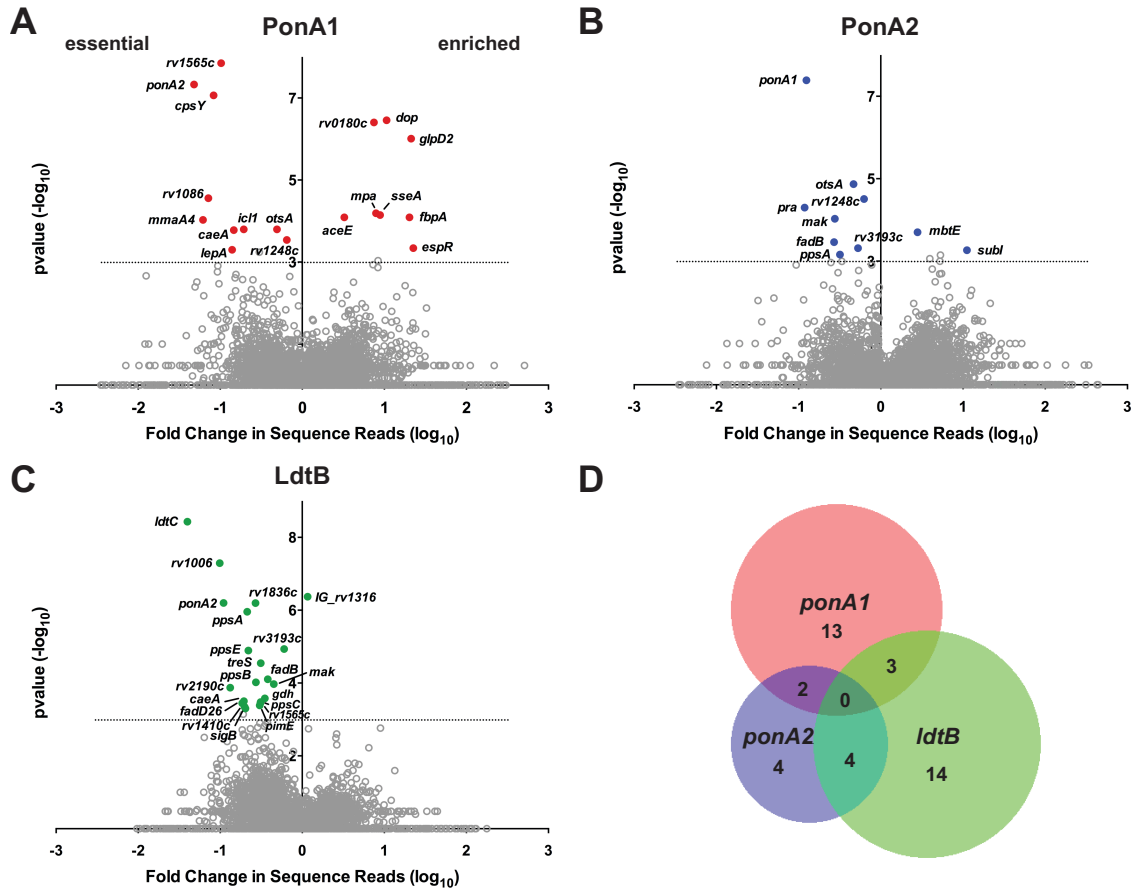 A
PonA1
essential
enriched
rv1565c
ponA2
cpsY
7
rv0180c
dop
glpD2
5
rv1086
mmaA4
caeA
icl1
otsA
lepA
rv1248c
mpa
sseA
aceE
fbpA
espR
3
pvalue (-log10)
-3
-2
-1
0
1
2
3
Fold Change in Sequence Reads (log10)
B
PonA2
ponA1
7
5
otsA
rv1248c
pra
mak
rv3193c
fadB
ppsA
mbtE
subI
3
pvalue (-log10)
-3
-2
-1
0
1
2
3
Fold Change in Sequence Reads (log10)
C
LdtB
ldtC
8
rv1006
rv1836c
IG_rv1316
ponA2
6
ppsA
rv3193c
ppsE
treS
fadB
mak
ppsB
4
rv2190c
gdh
caeA
ppsC
fadD26
rv1565c
rv1410c
pimE
sigB
2
pvalue (-log10)
-3
-2
-1
0
1
2
3
Fold Change in Sequence Reads (log10)
D
ponA1
13
3
2
0
ponA2
ldtB
4
4
14